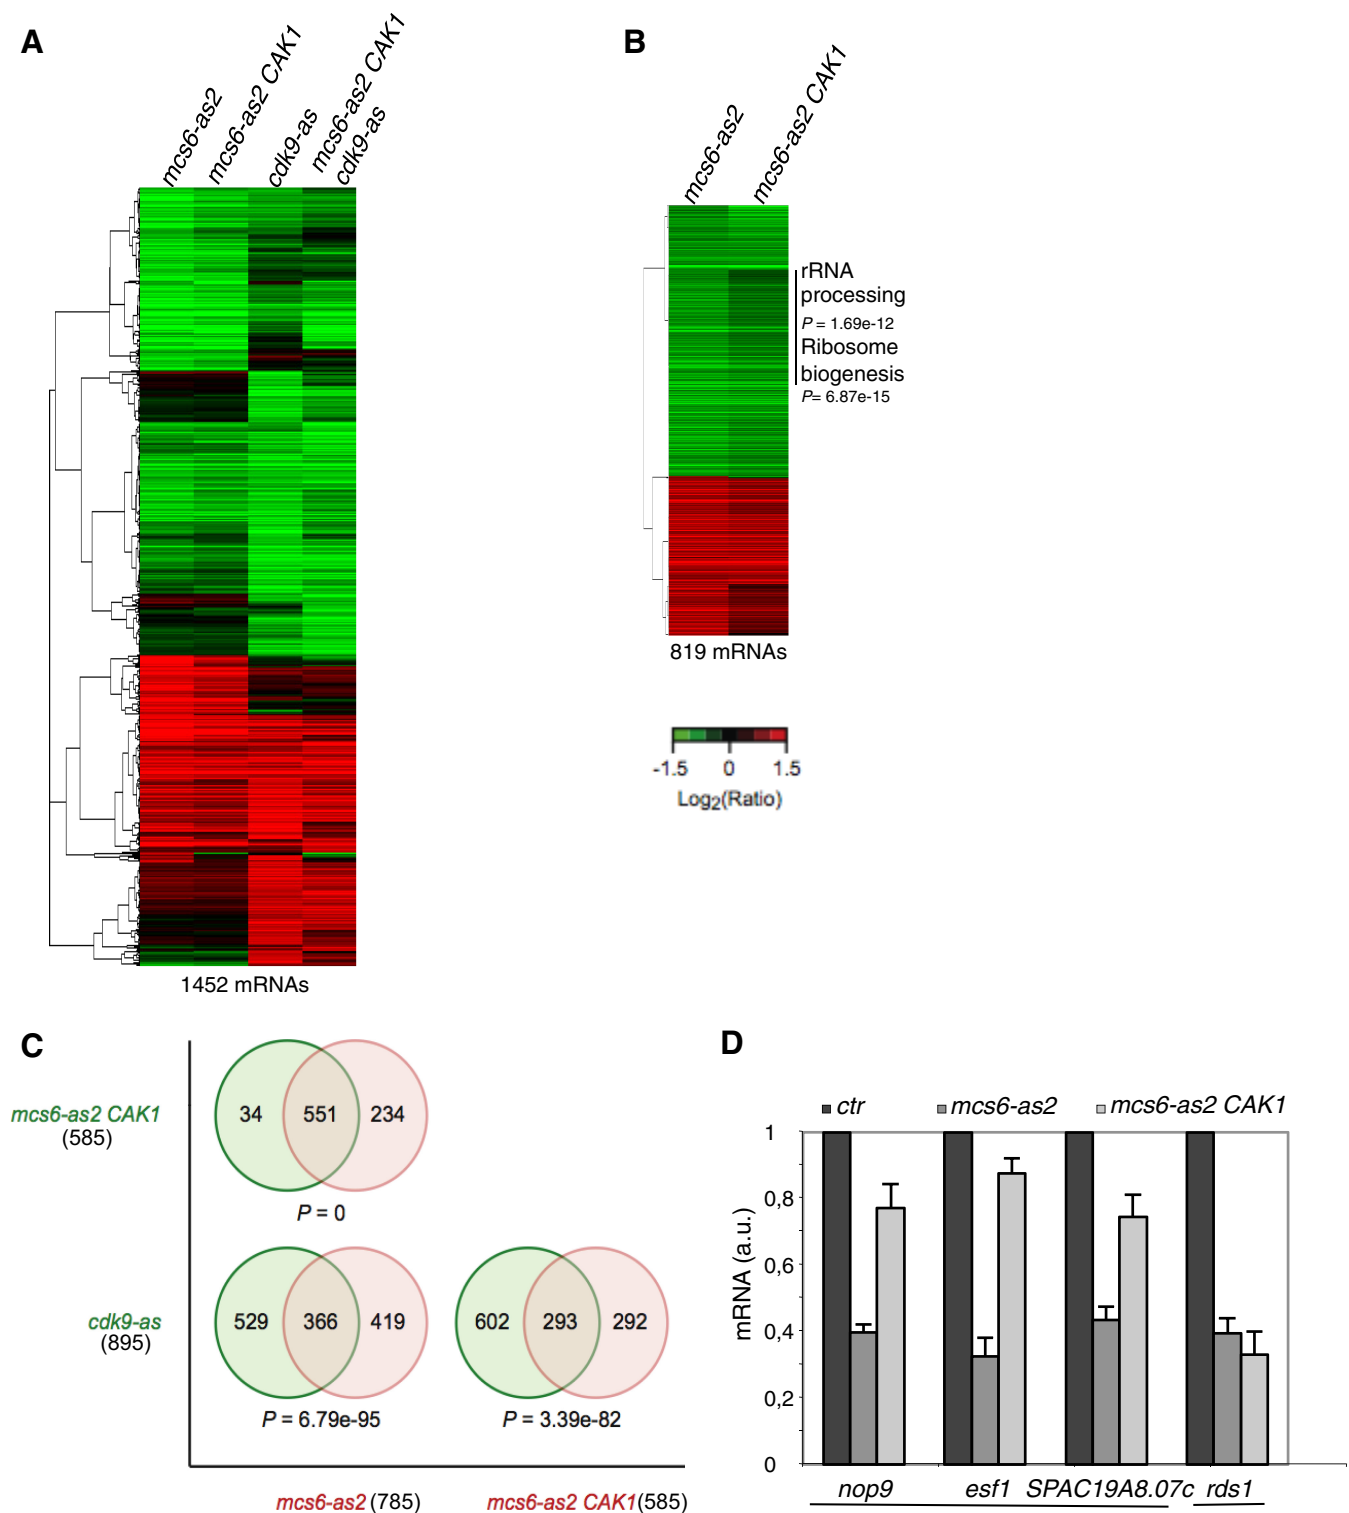 A
mcs6-as2
mcs6-as2 CAK1
cdk9-as
mcs6-as2 CAK1
cdk9-as
1452 mRNAs
B
mcs6-as2
mcs6-as2 CAK1
rRNA
processing
P = 1.69e-12
Ribosome
biogenesis
P= 6.87e-15
819 mRNAs
-1.5 0 1.5
Log2(Ratio)
C
mcs6-as2 CAK1
(585)
34 551 234
P = 0
cdk9-as
(895)
529 366 419
P = 6.79e-95
602 293 292
P = 3.39e-82
mcs6-as2 (785)
mcs6-as2 CAK1(585)
D
ctr mcs6-as2 mcs6-as2 CAK1
mRNA (a.u.)
1
0,8
0,6
0,4
0,2
0
nop9 esf1 SPAC19A8.07c rds1